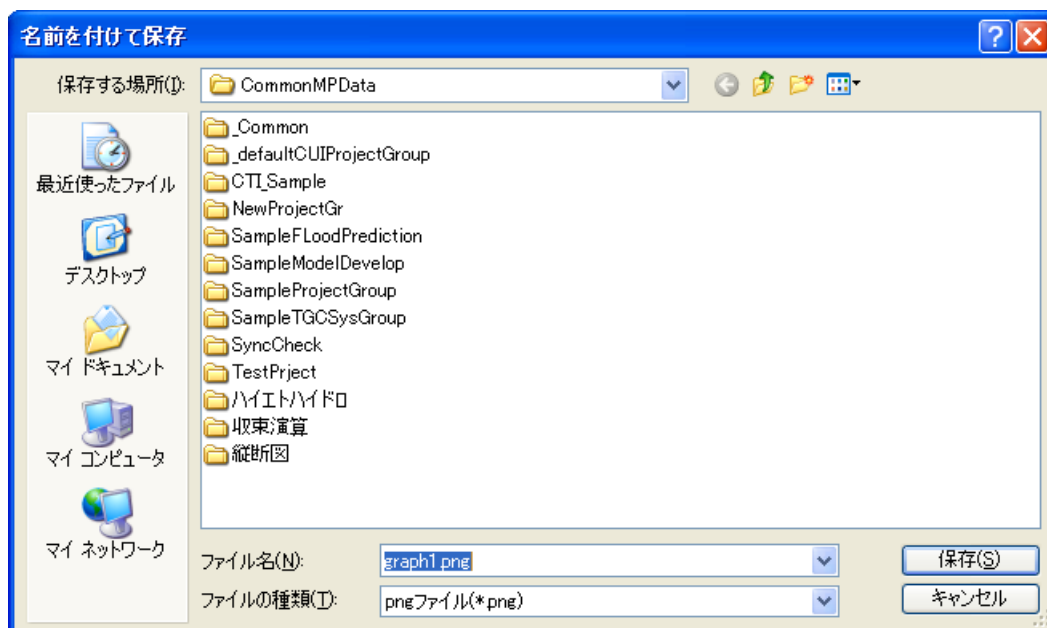 名前を付けて保存
保存する場所(I):
CommonMPData
最近使ったファイル
デスクトップ
マイ ドキュメント
マイ コンピュータ
マイ ネットワーク
_Common
_defaultCUIProjectGroup
CTI_Sample
NewProjectGr
SampleFLoodPrediction
SampleModelDevelop
SampleProjectGroup
SampleTGCSysGroup
SyncCheck
TestPrject
ハイエトハイドロ
収束演算
縦断図
ファイル名(N):
graph1.png
保存(S)
ファイルの種類(T):
pngファイル(*.png)
キャンセル